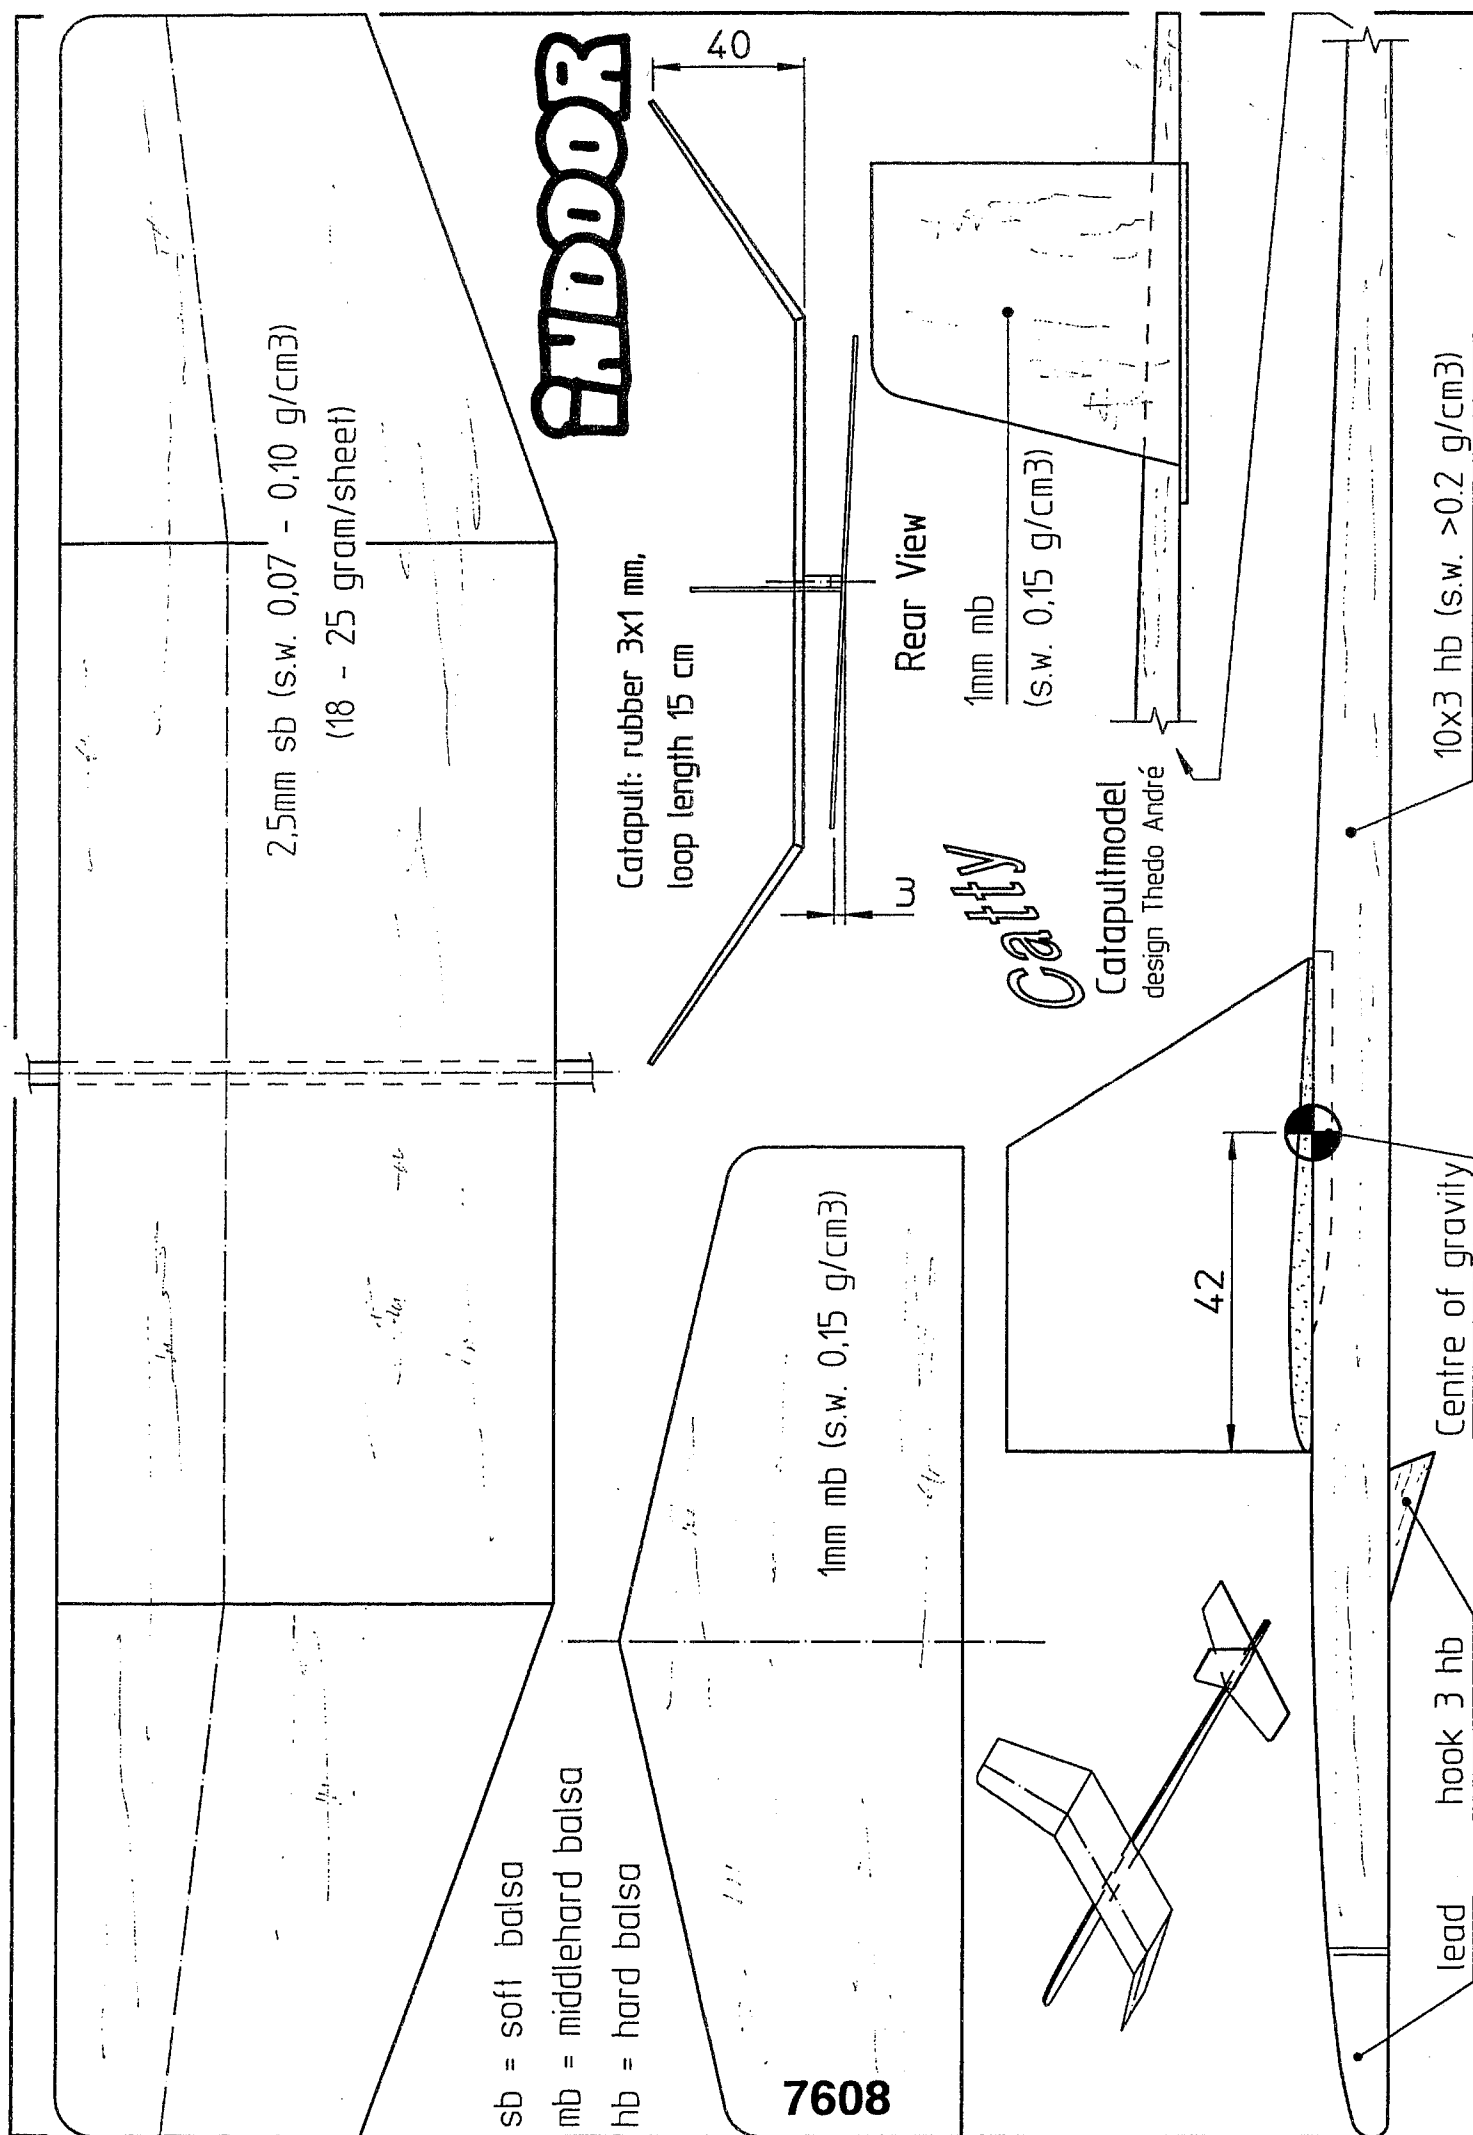 2,5mm sb (s.w. 0,07 - 0,10 g/cm3)
(18 - 25 gram/sheet)
iNDOOR
40
Catapult: rubber 3x1 mm,
loop length 15 cm
3
Rear View
1mm mb
(s.w. 0,15 g/cm3)
Catty
Catapultmodel
design Thedo André
sb = soft balsa
mb = middlehard balsa
hb = hard balsa
1mm mb (s.w. 0,15 g/cm3)
7608
42
10x3 hb (s.w. >0.2 g/cm3)
Centre of gravity
hook 3 hb
lead